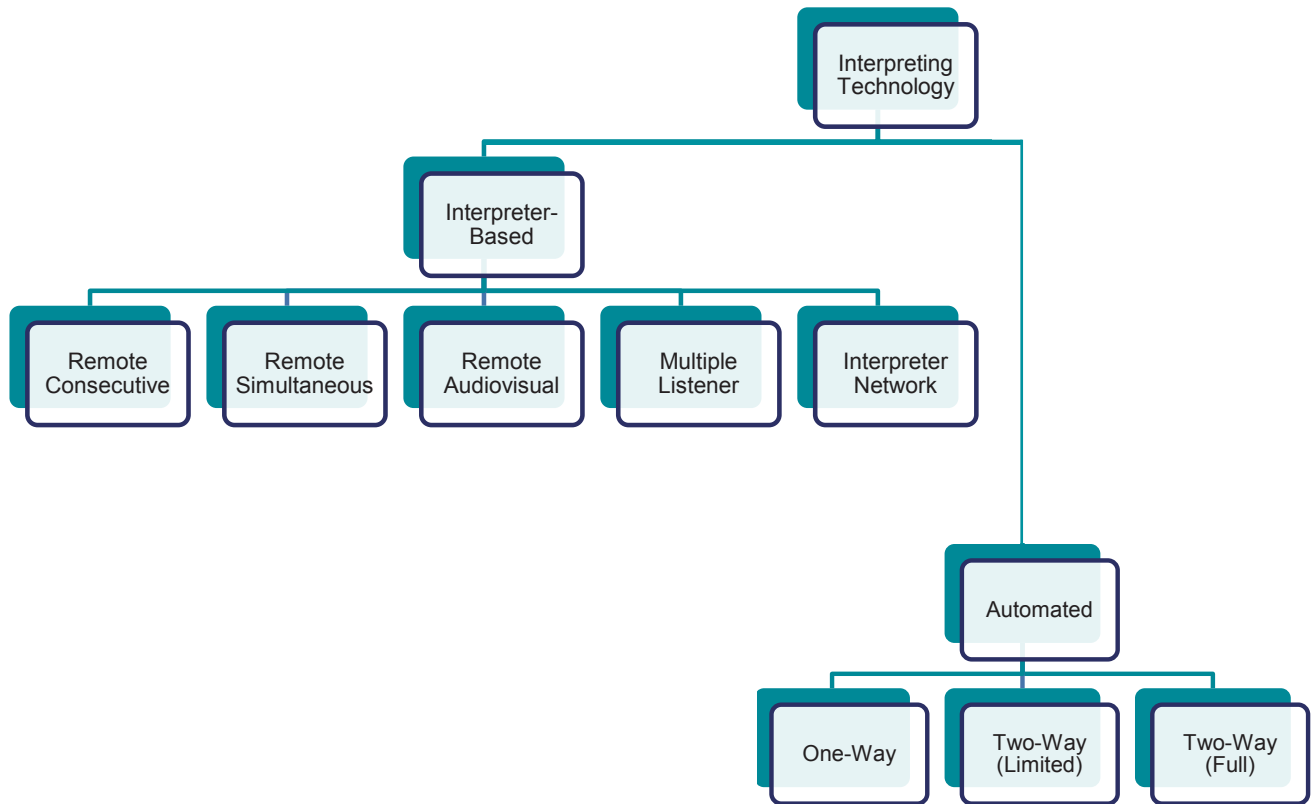 Interpreting
Technology
Interpreter-
Based
Remote
Consecutive
Remote
Simultaneous
Remote
Audiovisual
Multiple
Listener
Interpreter
Network
Automated
One-Way
Two-Way
(Limited)
Two-Way
(Full)